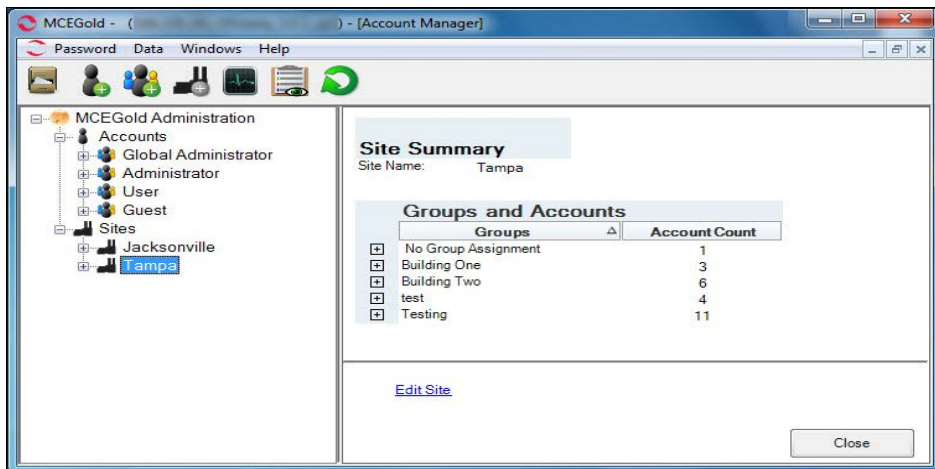 MCEGold - ( ) - [Account Manager]
Password Data Windows Help
MCEGold Administration
Accounts
Global Administrator
Administrator
User
Guest
Sites
Jacksonville
Tampa
Site Summary
Site Name: Tampa
Groups and Accounts
Groups Account Count
No Group Assignment 1
Building One 3
Building Two 6
test 4
Testing 11
Edit Site
Close